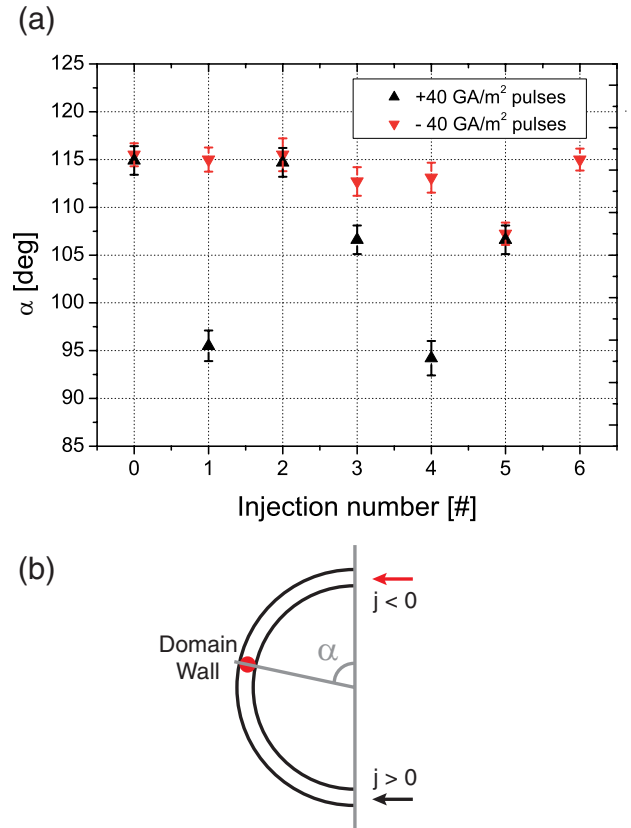 (a)
125
120
115
110
105
100
95
90
85
α [deg]
+40 GA/m² pulses
- 40 GA/m² pulses
0 1 2 3 4 5 6
Injection number [#]
(b)
j < 0
Domain
Wall
α
j > 0